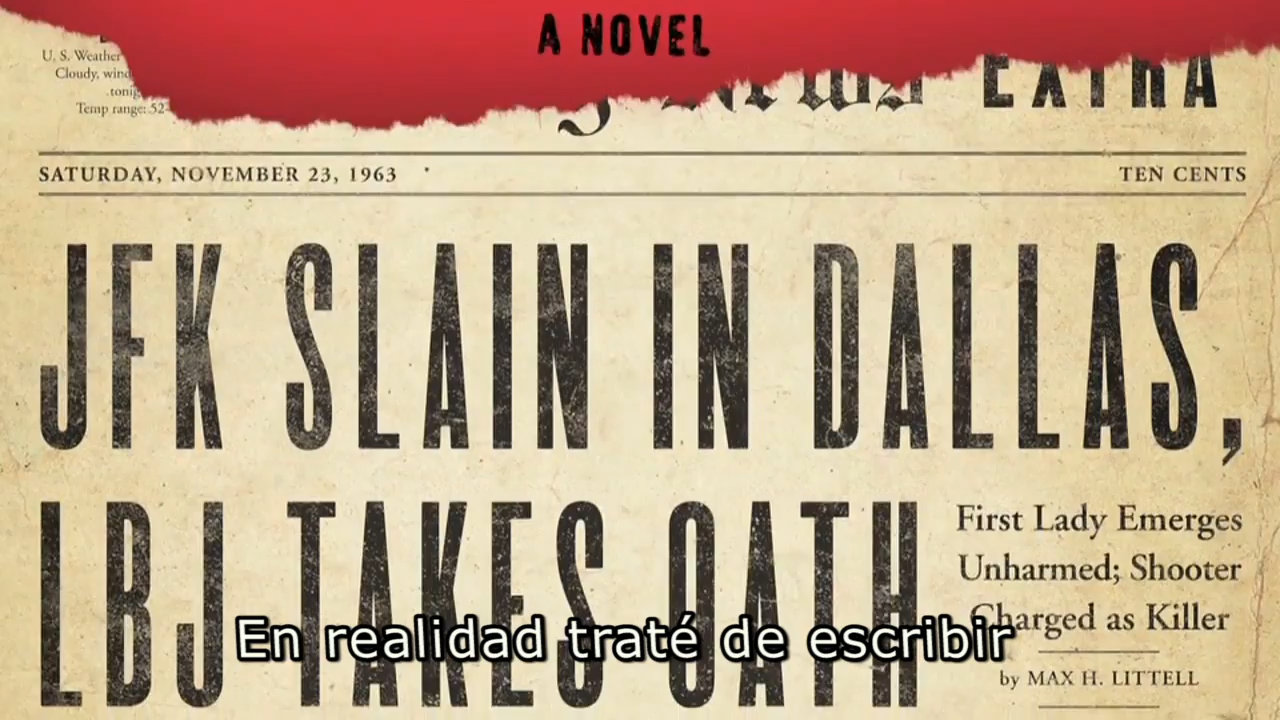 A NOVEL
U. S. Weather
Cloudy, wind
tonig
Temp range: 52
EXTRA
SATURDAY, NOVEMBER 23, 1963
TEN CENTS
JFK SLAIN IN DALLAS,
LBJ TAKES OATH
First Lady Emerges
Unharmed; Shooter
Charged as Killer
by MAX H. LITTELL
En realidad traté de escribir